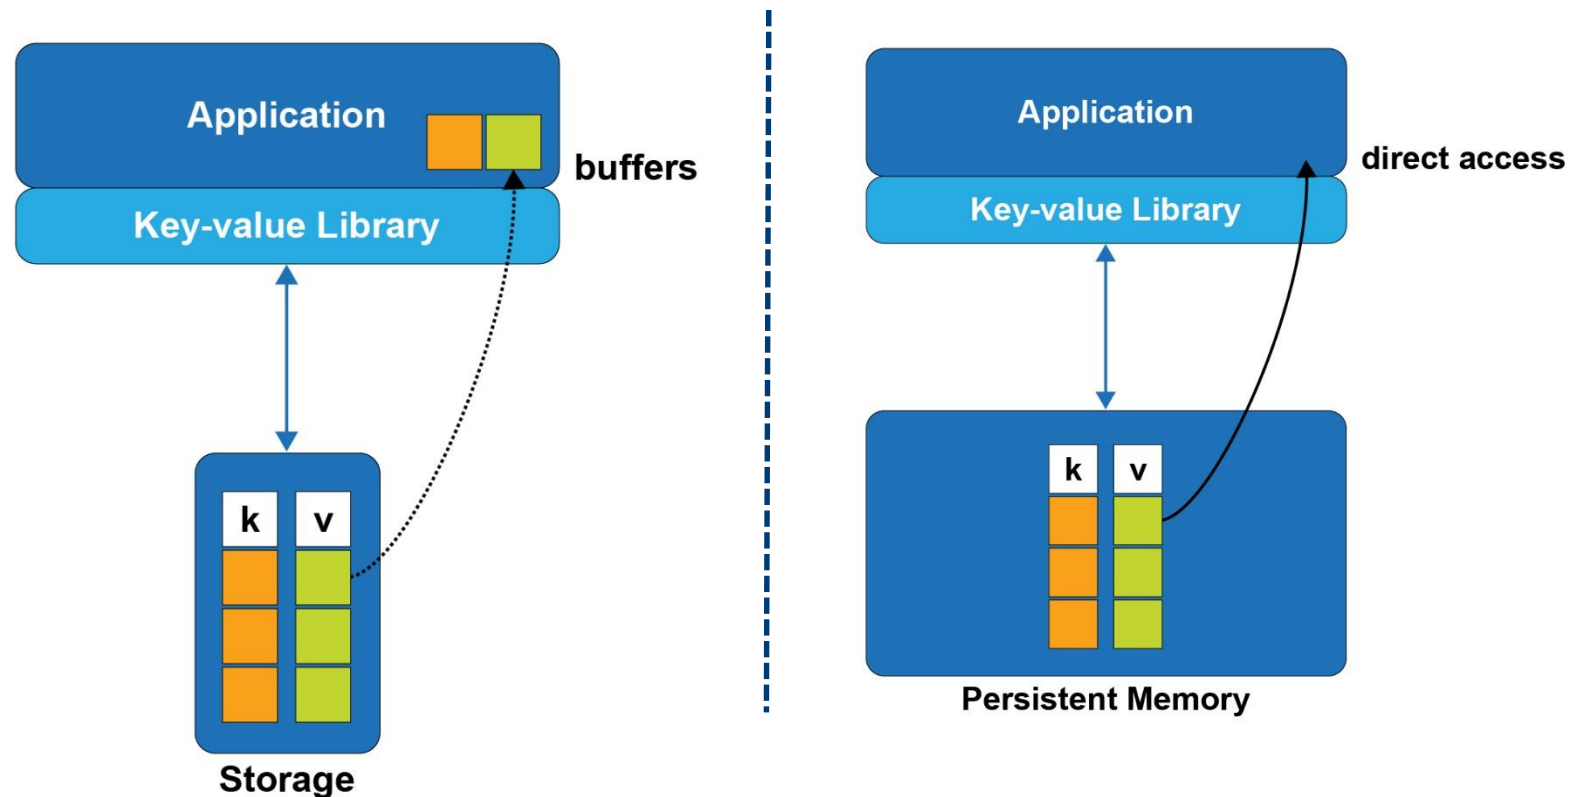 Application
buffers
Key-value Library
k v
Storage
Application
direct access
Key-value Library
k v
Persistent Memory